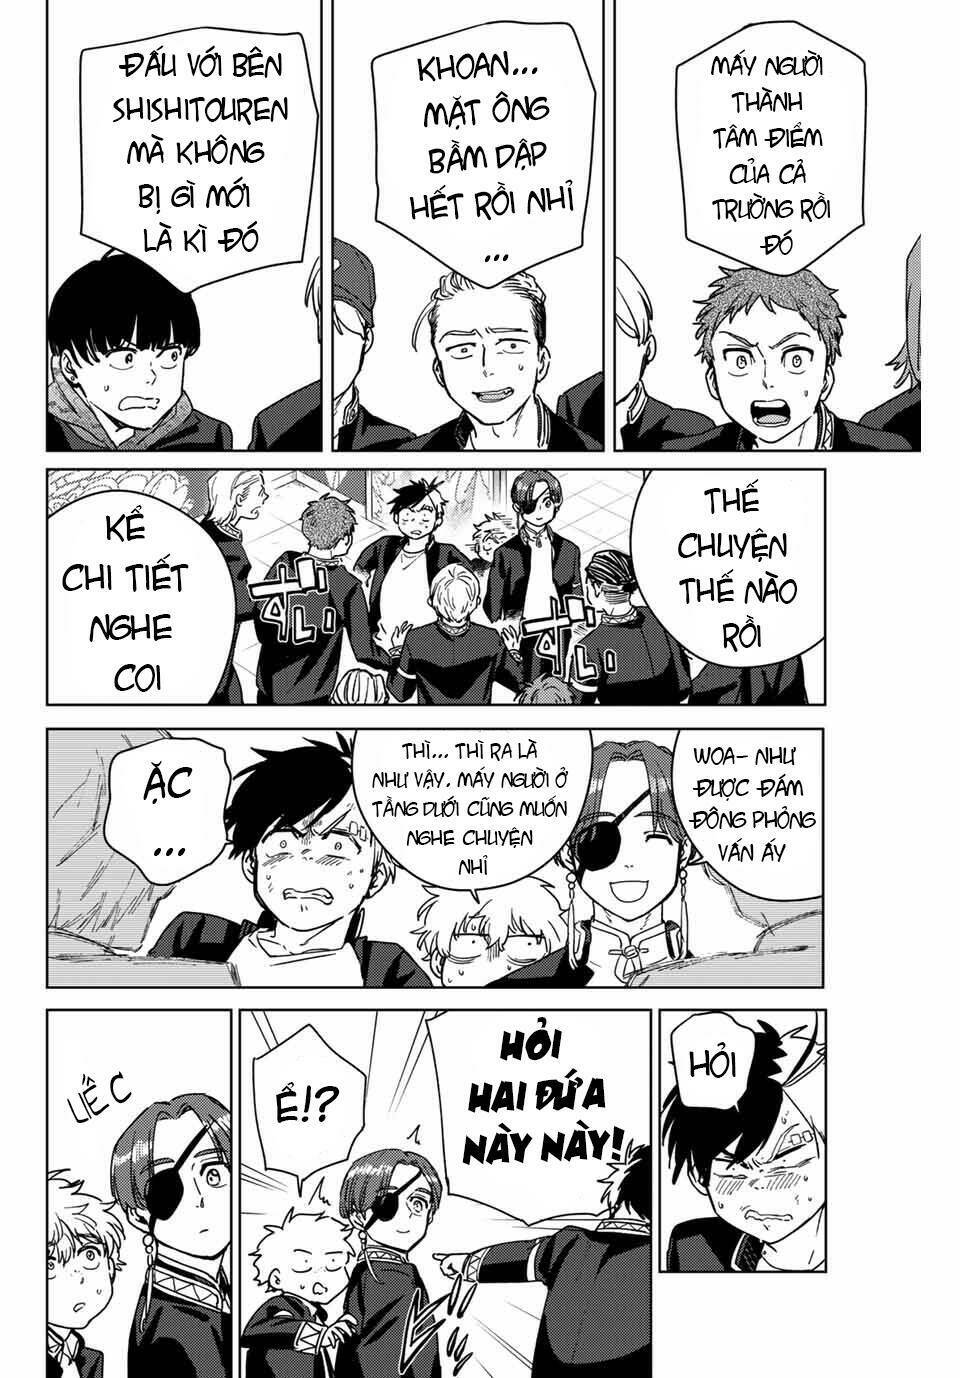 MẤY NGƯỜI
THÀNH
TÂM ĐIỂM
CỦA CẢ
TRƯỜNG RỒI
ĐÓ
KHOAN...
MẶT ÔNG
BẦM DẬP
HẾT RỒI NHỈ
...
ĐẤU VỚI BÊN
SHISHITOUREN
MÀ KHÔNG
BỊ GÌ MỚI
LÀ KÌ ĐÓ
THẾ
CHUYỆN
THẾ NÀO
RỒI
KỂ
CHI TIẾT
NGHE
COI
WOA- NHƯ
ĐƯỢC ĐÁM
ĐÔNG PHỎNG
VẤN ẤY
THÌ... THÌ RA LÀ
NHƯ VẬY. MẤY NGƯỜI Ở
TẦNG DƯỚI CŨNG MUỐN
NGHE CHUYỆN
NHỈ
ẶC
...
HỎI
HỎI
HAI ĐỨA
NÀY NÀY!
Ể!?
LIẾC